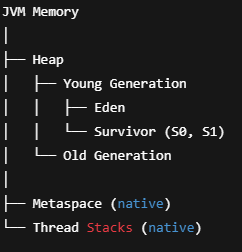 JVM Memory
│
├── Heap
│   ├── Young Generation
│   │   ├── Eden
│   │   └── Survivor (S0, S1)
│   └── Old Generation
│
├── Metaspace (native)
└── Thread Stacks (native)